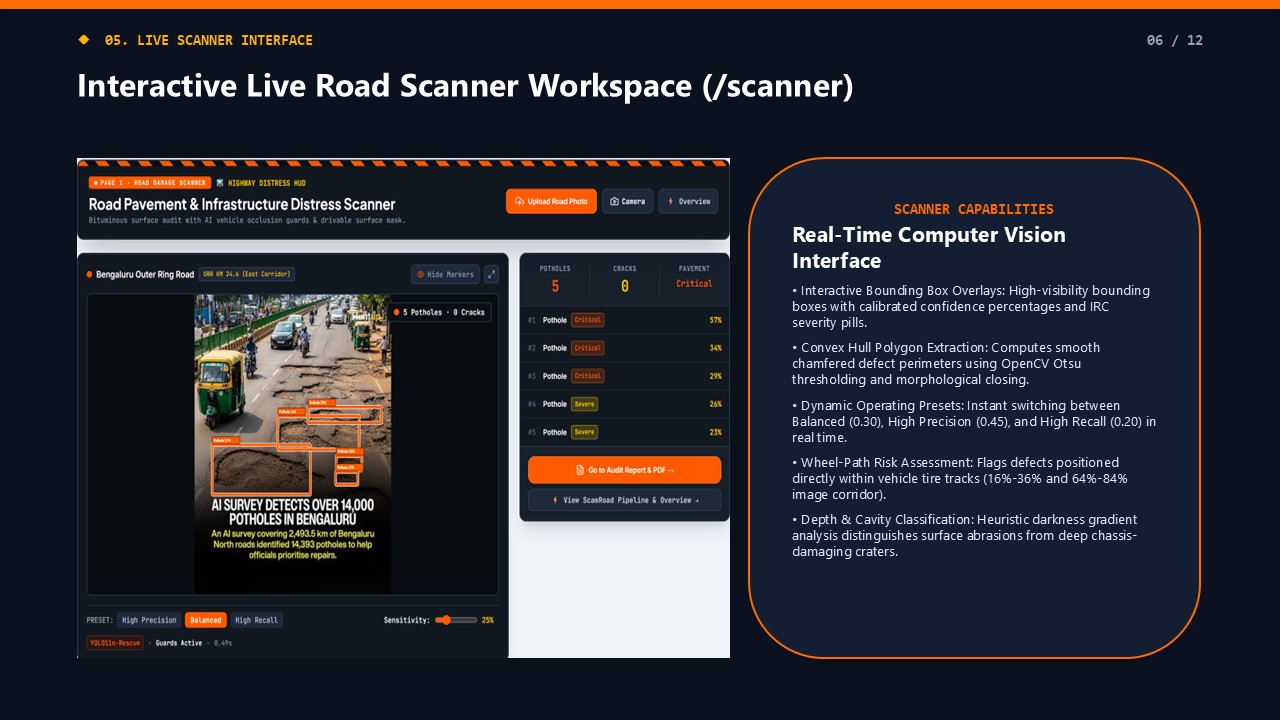 05. LIVE SCANNER INTERFACE
06 / 12
Interactive Live Road Scanner Workspace (/scanner)
PAGE 1 · ROAD DAMAGE SCANNER
HIGHWAY DISTRESS HUD
Road Pavement & Infrastructure Distress Scanner
Bituminous surface audit with AI vehicle occlusion guards & drivable surface mask.
Upload Road Photo
Camera
Overview
Bengaluru Outer Ring Road
ORR KM 24.6 (East Corridor)
Hide Markers
5 Potholes · 0 Cracks
AI SURVEY DETECTS OVER 14,000
POTHOLES IN BENGALURU
An AI survey covering 2,493.5 km of Bengaluru
North roads identified 14,393 potholes to help
officials prioritise repairs.
PRESET: High Precision Balanced High Recall
Sensitivity: 25%
YOLO11n-Rescue · Guards Active · 0.49s
POTHOLES CRACKS PAVEMENT
5 0 Critical
#1 Pothole Critical 57%
#2 Pothole Critical 34%
#3 Pothole Critical 29%
#4 Pothole Severe 26%
#5 Pothole Severe 23%
Go to Audit Report & PDF →
View ScamRoad Pipeline & Overview →
SCANNER CAPABILITIES
Real-Time Computer Vision
Interface
• Interactive Bounding Box Overlays: High-visibility bounding
boxes with calibrated confidence percentages and IRC
severity pills.
• Convex Hull Polygon Extraction: Computes smooth
chamfered defect perimeters using OpenCV Otsu
thresholding and morphological closing.
• Dynamic Operating Presets: Instant switching between
Balanced (0.30), High Precision (0.45), and High Recall (0.20) in
real time.
• Wheel-Path Risk Assessment: Flags defects positioned
directly within vehicle tire tracks (16%-36% and 64%-84%
image corridor).
• Depth & Cavity Classification: Heuristic darkness gradient
analysis distinguishes surface abrasions from deep chassis-
damaging craters.